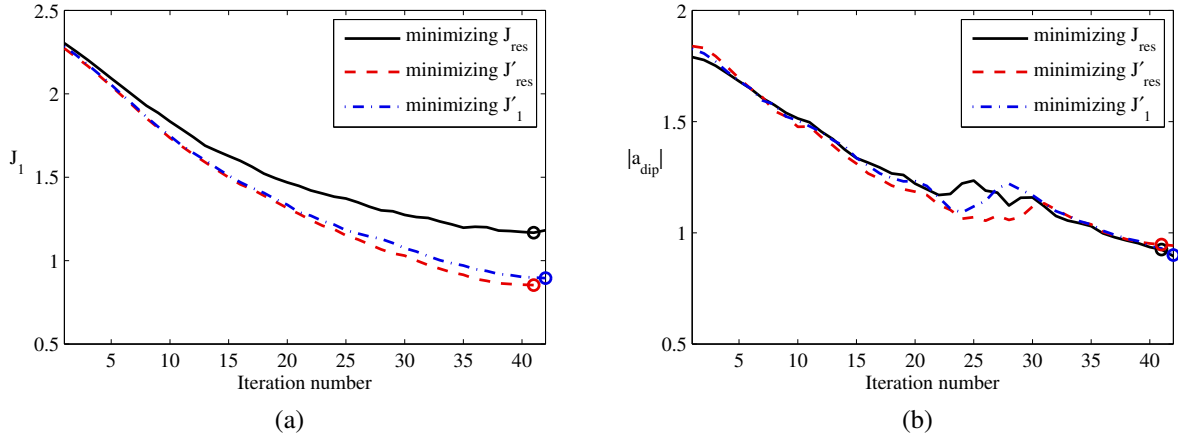 2.5
2
1.5
1
0.5
J1
5 10 15 20 25 30 35 40
Iteration number
minimizing Jres
minimizing J′res
minimizing J′1
(a)
2
1.5
1
0.5
|adip|
5 10 15 20 25 30 35 40
Iteration number
minimizing Jres
minimizing J′res
minimizing J′1
(b)